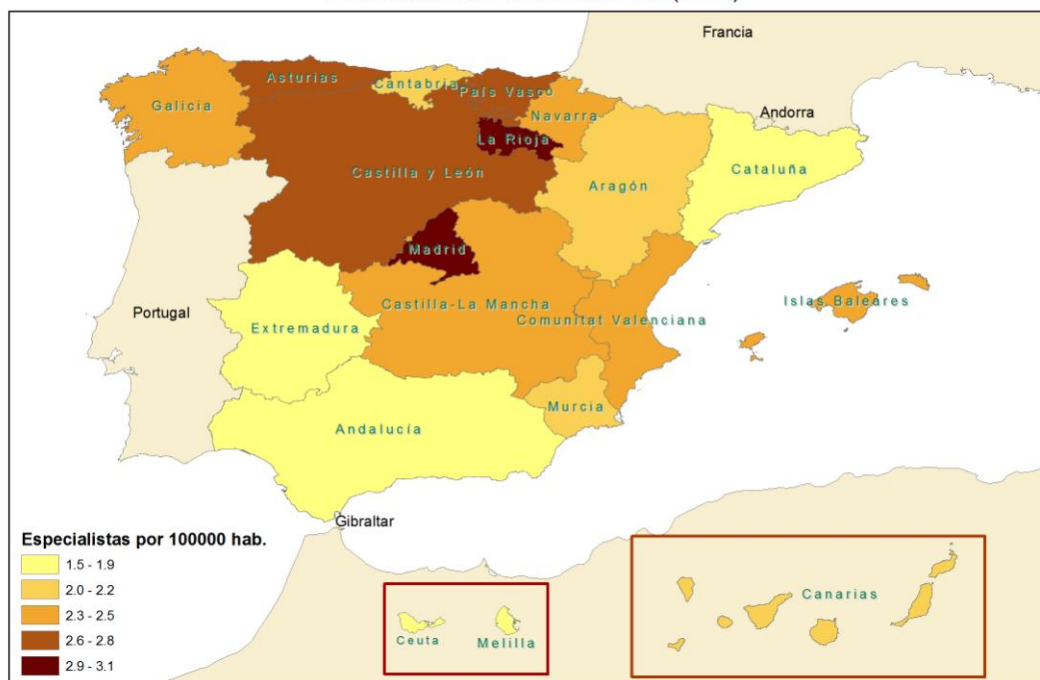 Francia
Asturias
Cantabria
País Vasco
Galicia
Navarra
Andorra
La Rioja
Castilla y León
Cataluña
Aragón
Madrid
Islas Baleares
Castilla-La Mancha
Portugal
Comunitat Valenciana
Extremadura
Murcia
Andalucía
Gibraltar
Especialistas por 100000 hab.
1.5 - 1.9
2.0 - 2.2
2.3 - 2.5
2.6 - 2.8
2.9 - 3.1
Ceuta
Melilla
Canarias